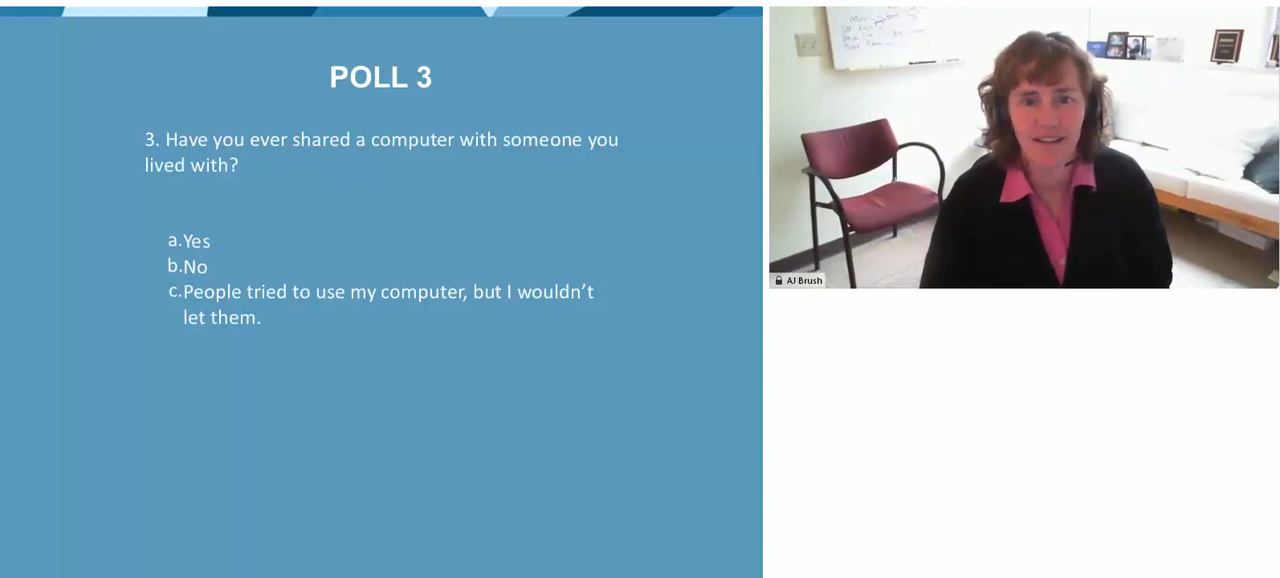 POLL 3
3. Have you ever shared a computer with someone you
lived with?
a. Yes
b. No
c. People tried to use my computer, but I wouldn’t
let them.
AJ Brush